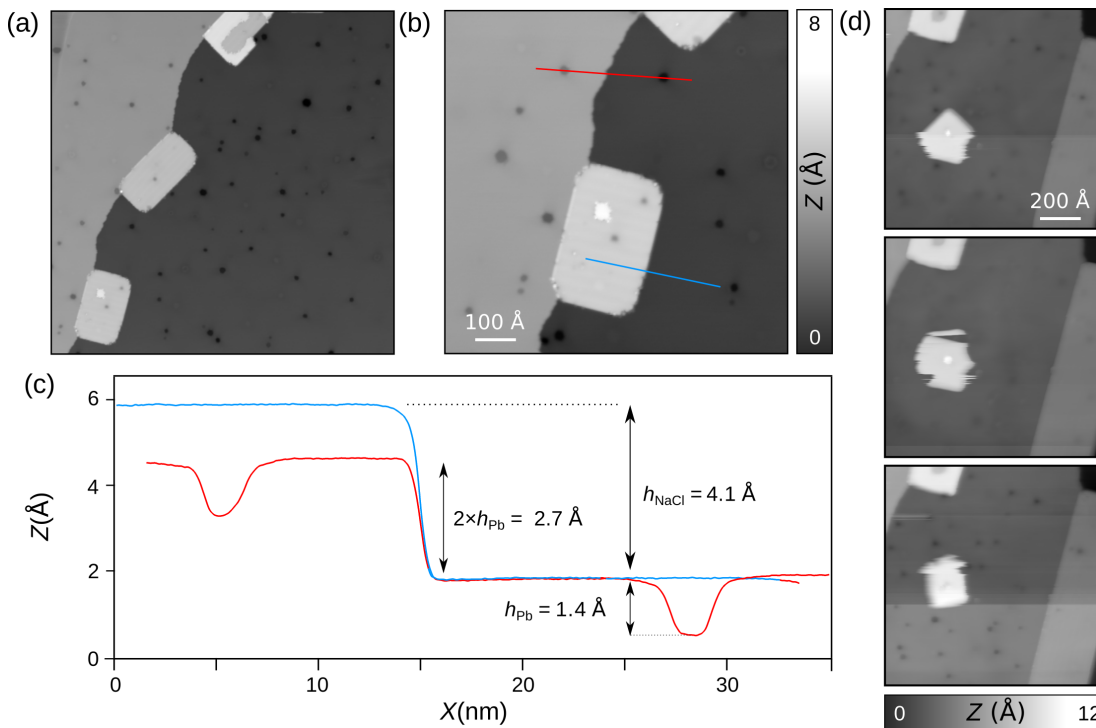 (a)
(b)
100 Å
8
Z (Å)
0
(d)
200 Å
(c)
6
4
2
0
Z(Å)
2×hPb = 2.7 Å
hNaCl = 4.1 Å
hPb = 1.4 Å
0
10
20
30
X(nm)
0
Z (Å)
12